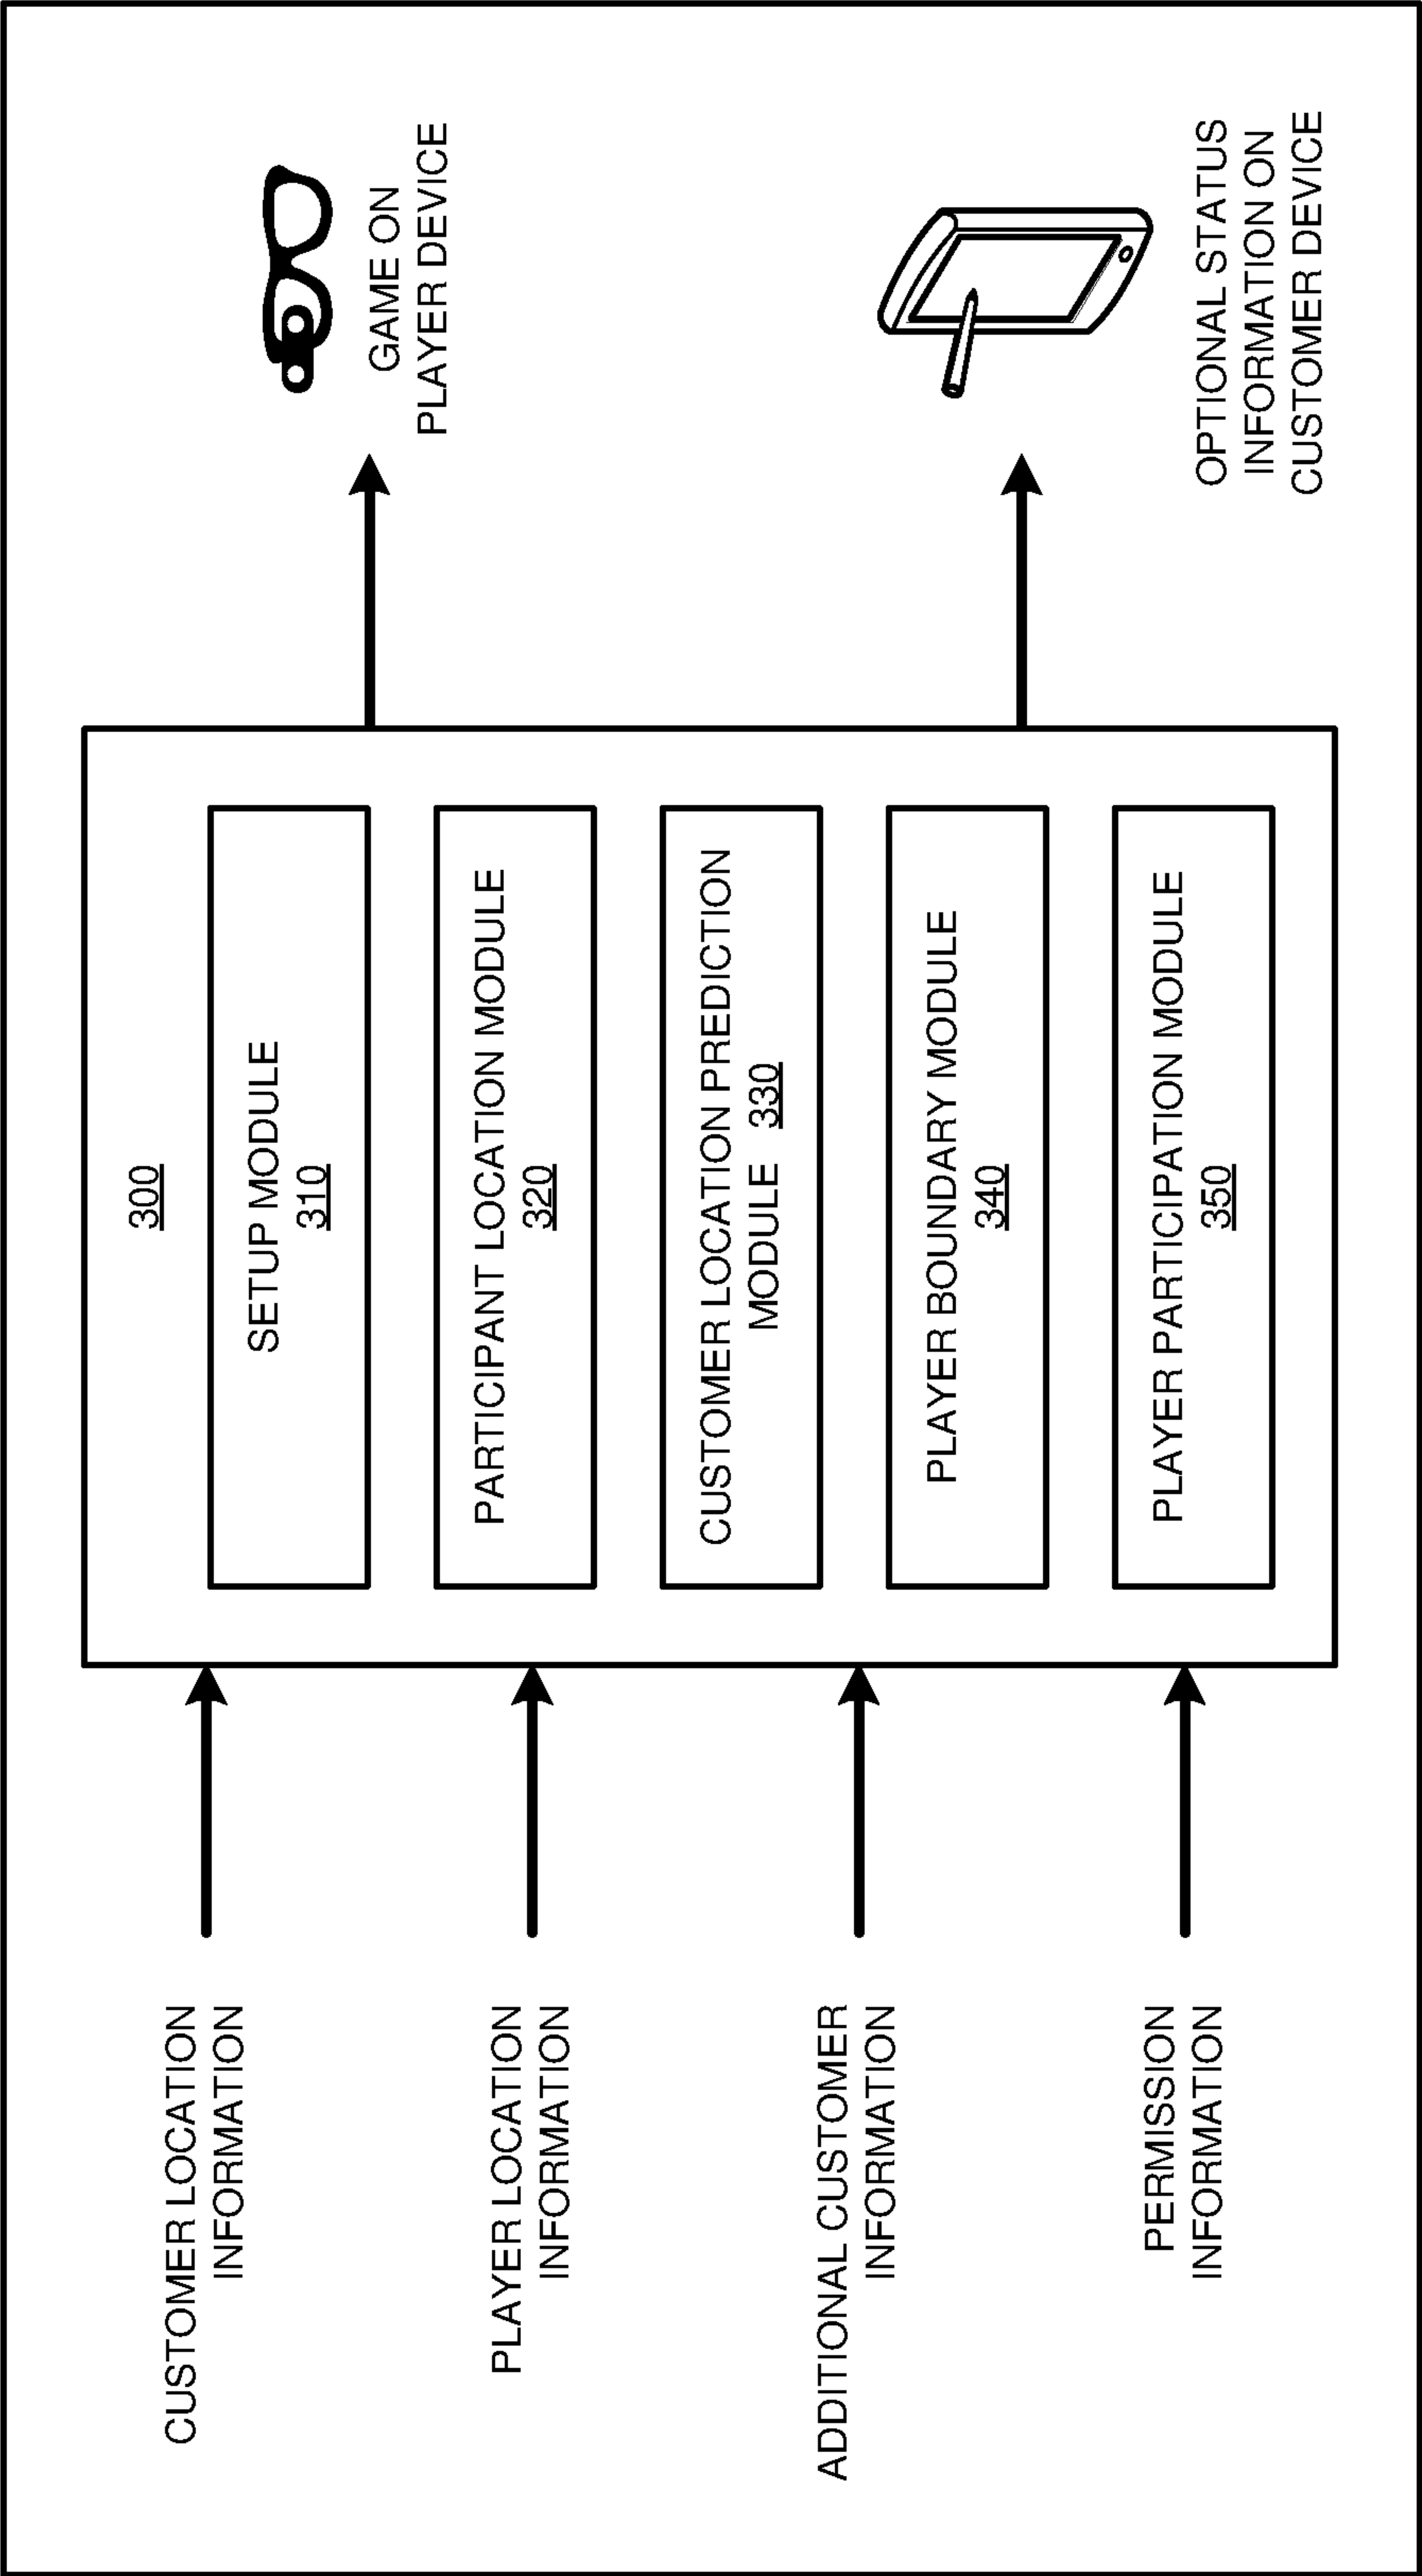 CUSTOMER LOCATION
INFORMATION
PLAYER LOCATION
INFORMATION
ADDITIONAL CUSTOMER
INFORMATION
PERMISSION
INFORMATION
300
SETUP MODULE
310
PARTICIPANT LOCATION MODULE
320
CUSTOMER LOCATION PREDICTION
MODULE 330
PLAYER BOUNDARY MODULE
340
PLAYER PARTICIPATION MODULE
350
GAME ON
PLAYER DEVICE
OPTIONAL STATUS
INFORMATION ON
CUSTOMER DEVICE